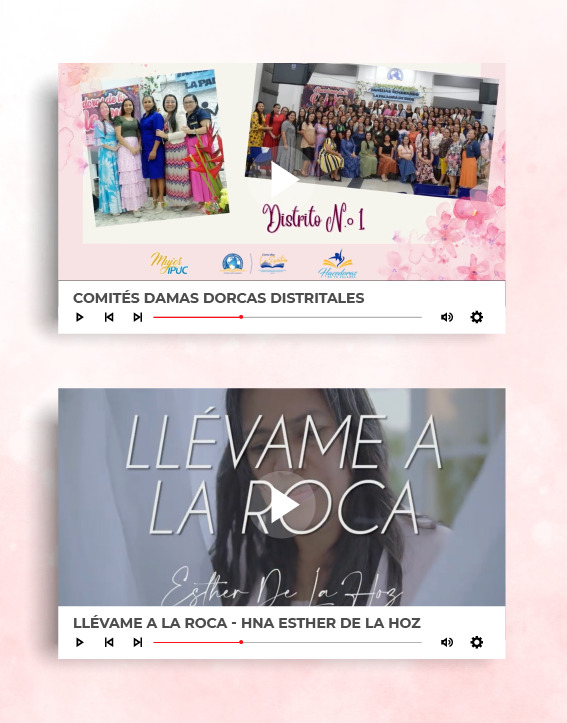 Distrito N.º 1
Mujer
IPUC
Hacedoras
COMITÉS DAMAS DORCAS DISTRITALES
LLÉVAME A
LA ROCA
Esther De La Hoz
LLÉVAME A LA ROCA - HNA ESTHER DE LA HOZ